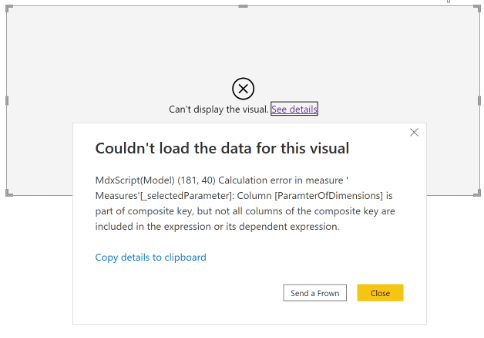 Can't display the visual. See details
Couldn't load the data for this visual
MdxScript(Model) (181, 40) Calculation error in measure '
Measures'[_selectedParameter]: Column [ParamterOfDimensions] is
part of composite key, but not all columns of the composite key are
included in the expression or its dependent expression.
Copy details to clipboard
Send a Frown
Close